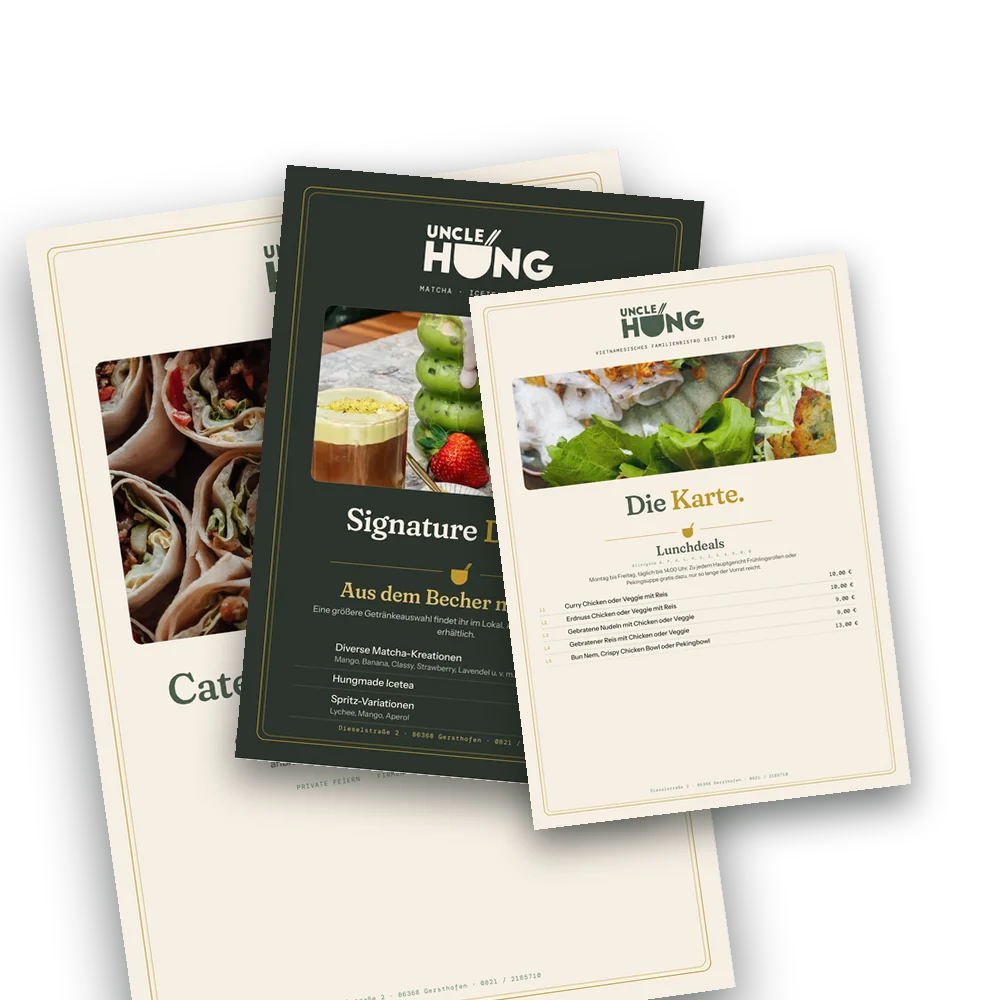 UNCLE
HUNG
MATCHA ·
Signature
Aus dem Becher
Eine größere Getränkeauswahl findet ihr im Lokal.
erhältlich.
Diverse Matcha-Kreationen
Mango, Banana, Classy, Strawberry, Lavendel u. v. m.
Hungmade Icetea
Spritz-Variationen
Lychee, Mango, Aperol
Dieselstraße 2 · 86368 Gersthofen · 0821 /
UNCLE
HUNG
VIETNAMESISCHES FAMILIENBISTRO SEIT 2009
Die Karte.
Lunchdeals
Montag bis Freitag, täglich bis 14:00 Uhr. Zu jedem Hauptgericht Frühlingsrollen oder
Pekingsuppe gratis dazu, nur so lange der Vorrat reicht.
L1 Curry Chicken oder Veggie mit Reis 10,00 €
L2 Erdnuss Chicken oder Veggie mit Reis 10,00 €
L3 Gebratene Nudeln mit Chicken oder Veggie 9,00 €
L4 Gebratener Reis mit Chicken oder Veggie 9,00 €
L5 Bun Nem, Crispy Chicken Bowl oder Pekingbowl 13,00 €
Dieselstraße 2 · 86368 Gersthofen · 0821 / 2185710
PRIVATE FEIERN
2 · 86368 Gersthofen · 0821 / 2185710